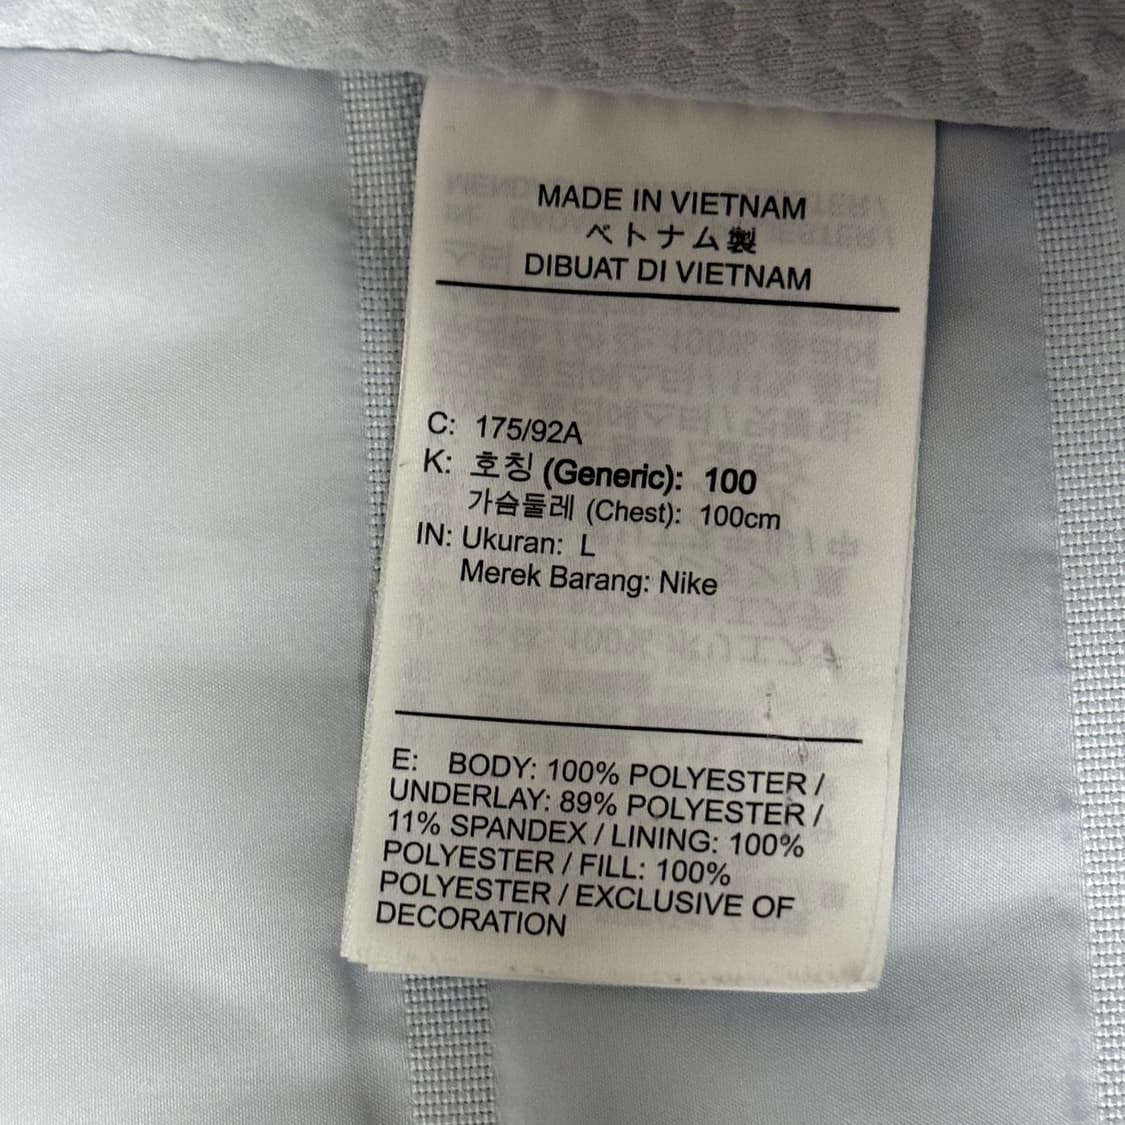 MADE IN VIETNAM
ベトナム製
DIBUAT DI VIETNAM
C: 175/92A
K: 호칭 (Generic): 100
가슴둘레 (Chest): 100cm
IN: Ukuran: L
Merek Barang: Nike
E: BODY: 100% POLYESTER /
UNDERLAY: 89% POLYESTER /
11% SPANDEX / LINING: 100%
POLYESTER / FILL: 100%
POLYESTER / EXCLUSIVE OF
DECORATION